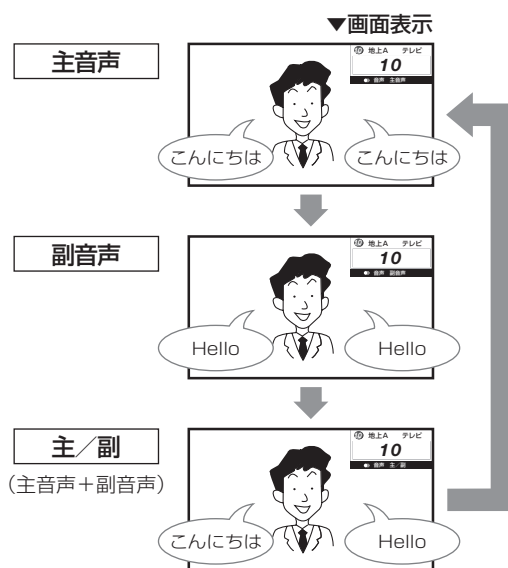 ▼画面表示
主音声
地上A テレビ
10
音声 主音声
こんにちは
こんにちは
副音声
地上A テレビ
10
音声 副音声
Hello
Hello
主／副
(主音声＋副音声)
地上A テレビ
10
音声 主／副
こんにちは
Hello